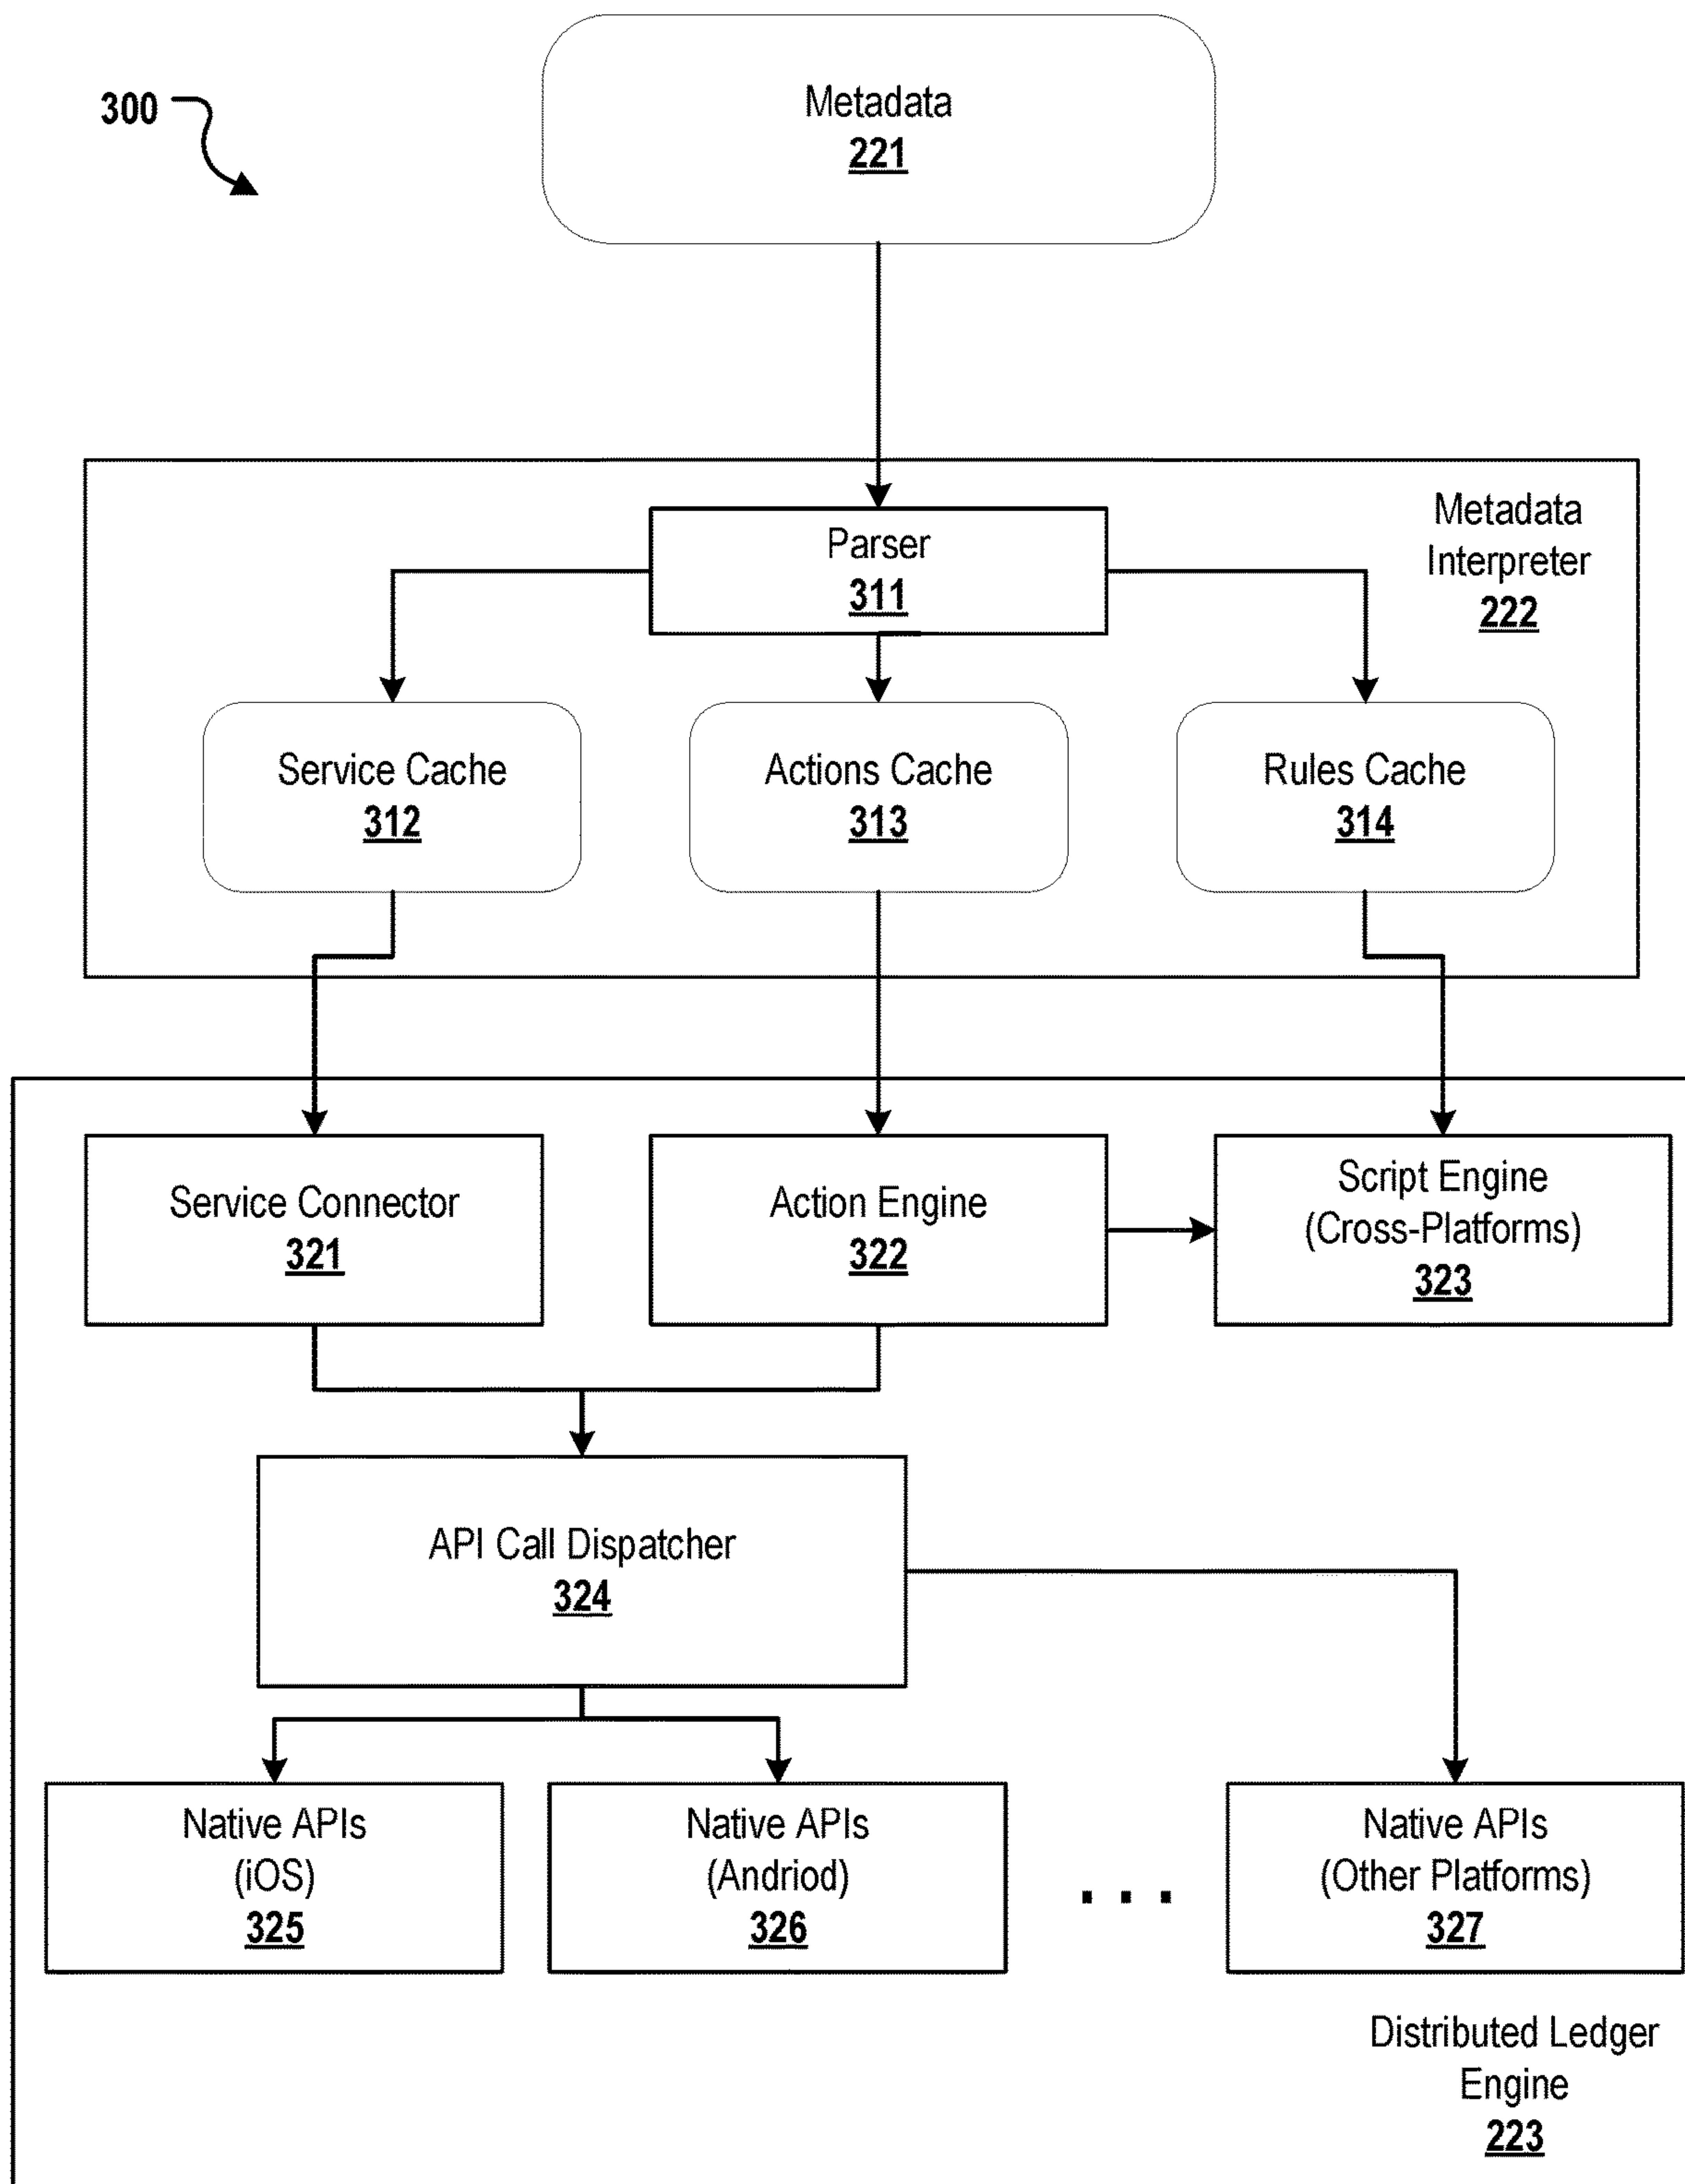 300
Metadata
221
Parser
311
Metadata
Interpreter
222
Service Cache
312
Actions Cache
313
Rules Cache
314
Service Connector
321
Action Engine
322
Script Engine
(Cross-Platforms)
323
API Call Dispatcher
324
Native APIs
(iOS)
325
Native APIs
(Andriod)
326
. . .
Native APIs
(Other Platforms)
327
Distributed Ledger
Engine
223